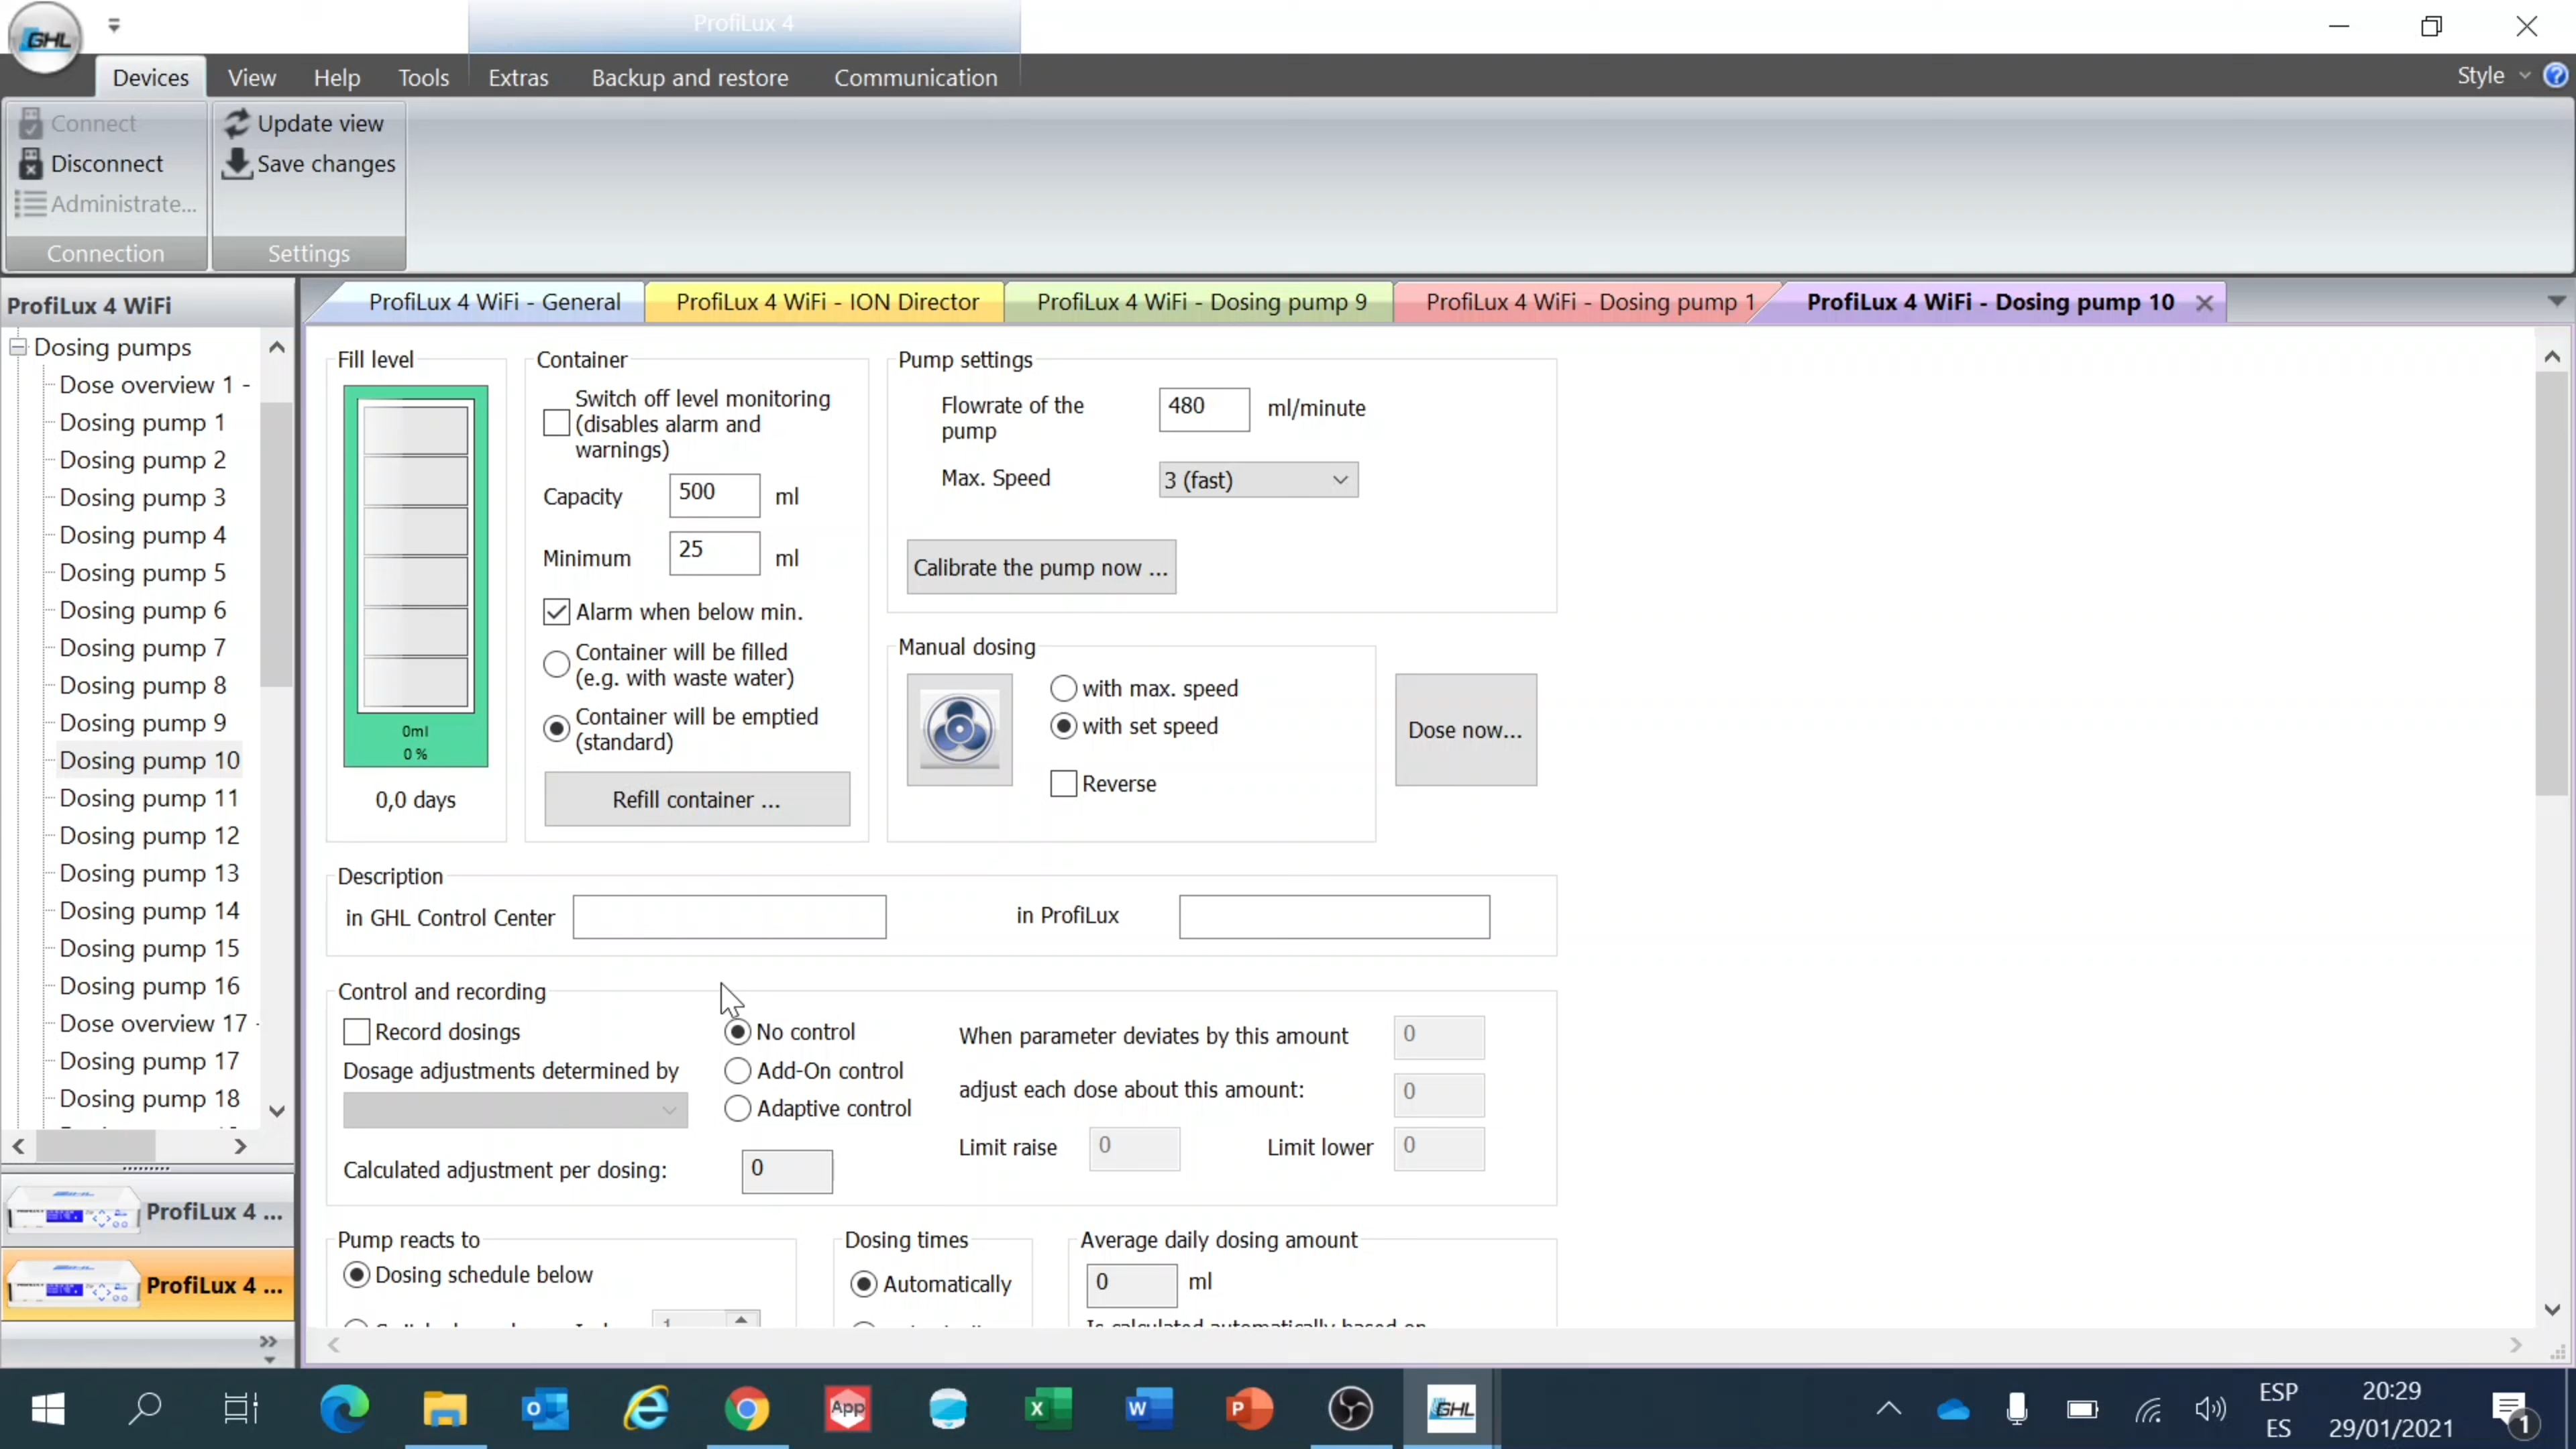 ProfiLux 4
GHL
Devices View Help Tools Extras Backup and restore Communication Style
Connect
Disconnect
Administrate...
Connection
Update view
Save changes
Settings
ProfiLux 4 WiFi
ProfiLux 4 WiFi - General
ProfiLux 4 WiFi - ION Director
ProfiLux 4 WiFi - Dosing pump 9
ProfiLux 4 WiFi - Dosing pump 1
ProfiLux 4 WiFi - Dosing pump 10
Dosing pumps
Dose overview 1 -
Dosing pump 1
Dosing pump 2
Dosing pump 3
Dosing pump 4
Dosing pump 5
Dosing pump 6
Dosing pump 7
Dosing pump 8
Dosing pump 9
Dosing pump 10
Dosing pump 11
Dosing pump 12
Dosing pump 13
Dosing pump 14
Dosing pump 15
Dosing pump 16
Dose overview 17 -
Dosing pump 17
Dosing pump 18
ProfiLux 4 ...
ProfiLux 4 ...
Fill level
0ml
0 %
0,0 days
Container
Switch off level monitoring
(disables alarm and
warnings)
Capacity 500 ml
Minimum 25 ml
Alarm when below min.
Container will be filled
(e.g. with waste water)
Container will be emptied
(standard)
Refill container ...
Pump settings
Flowrate of the
pump
480 ml/minute
Max. Speed 3 (fast)
Calibrate the pump now ...
Manual dosing
with max. speed
with set speed
Reverse
Dose now...
Description
in GHL Control Center
in ProfiLux
Control and recording
Record dosings
Dosage adjustments determined by
Calculated adjustment per dosing: 0
No control
Add-On control
Adaptive control
When parameter deviates by this amount 0
adjust each dose about this amount: 0
Limit raise 0 Limit lower 0
Pump reacts to
Dosing schedule below
Dosing times
Automatically
Average daily dosing amount
0 ml
Is calculated automatically based on
App
GHL
ESP
ES
20:29
29/01/2021
1